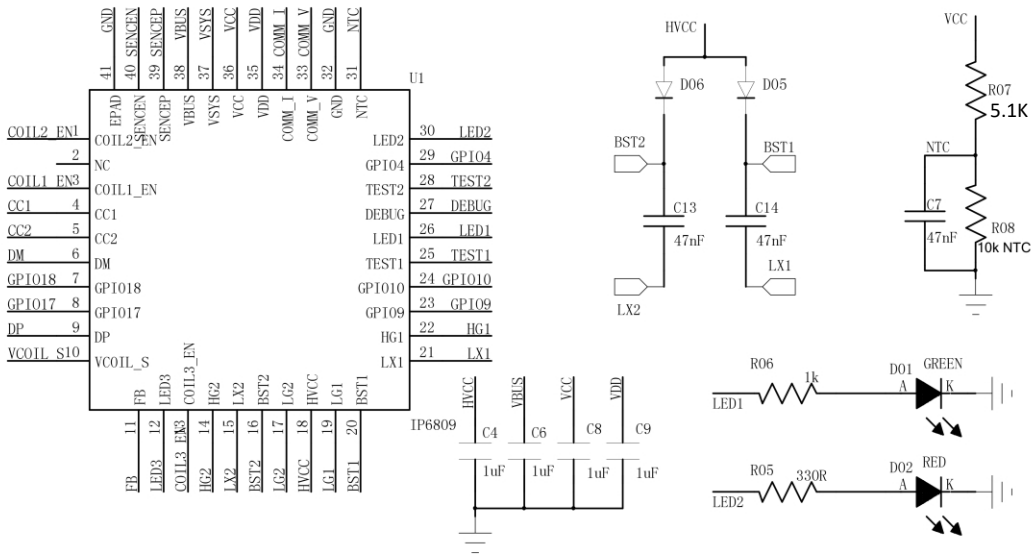 GND
SENCEN
SENCEP
VBUS
VSYS
VCC
VDD
COMM_I
COMM_V
GND
NTC
41
40
39
38
37
36
35
34
33
32
31
U1
EPAD
SENCEN
SENCEP
VBUS
VSYS
VCC
VDD
COMM_I
COMM_V
GND
NTC
COIL2_EN 1 COIL2_EN
2 NC
COIL1_EN 3 COIL1_EN
CC1 4 CC1
CC2 5 CC2
DM 6 DM
GPIO18 7 GPIO18
GPIO17 8 GPIO17
DP 9 DP
VCOIL_S 10 VCOIL_S
LED2 30 LED2
GPIO4 29 GPIO4
TEST2 28 TEST2
DEBUG 27 DEBUG
LED1 26 LED1
TEST1 25 TEST1
GPIO10 24 GPIO10
GPIO9 23 GPIO9
HG1 22 HG1
LX1 21 LX1
FB
LED3
COIL3_EN
HG2
LX2
BST2
LG2
HVCC
LG1
BST1
IP6809
11
12
13
14
15
16
17
18
19
20
FB
LED3
COIL3_EN
HG2
LX2
BST2
LG2
HVCC
LG1
BST1
HVCC
D06
D05
BST2
BST1
C13
47nF
C14
47nF
LX1
LX2
VCC
R07
5.1K
NTC
C7
47nF
R08
10k NTC
HVCC
VBUS
VCC
VDD
C4
1uF
C6
1uF
C8
1uF
C9
1uF
R06
1k
LED1
D01
GREEN
A
K
R05
330R
LED2
D02
RED
A
K